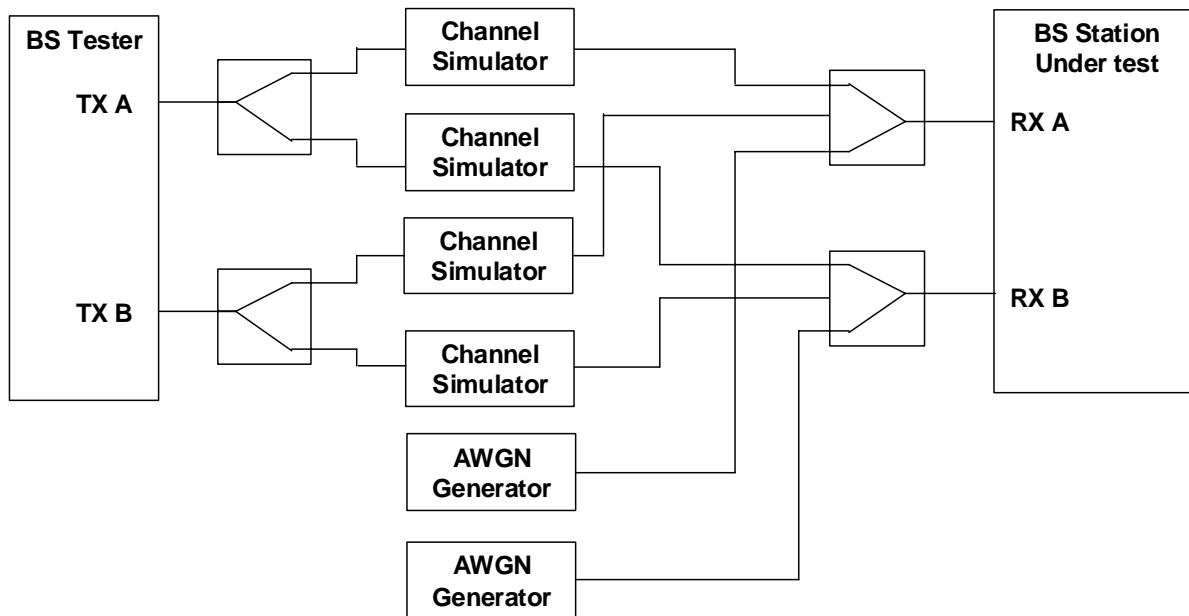 BS Tester
TX A
TX B
Channel
Simulator
Channel
Simulator
Channel
Simulator
Channel
Simulator
AWGN
Generator
AWGN
Generator
BS Station
Under test
RX A
RX B